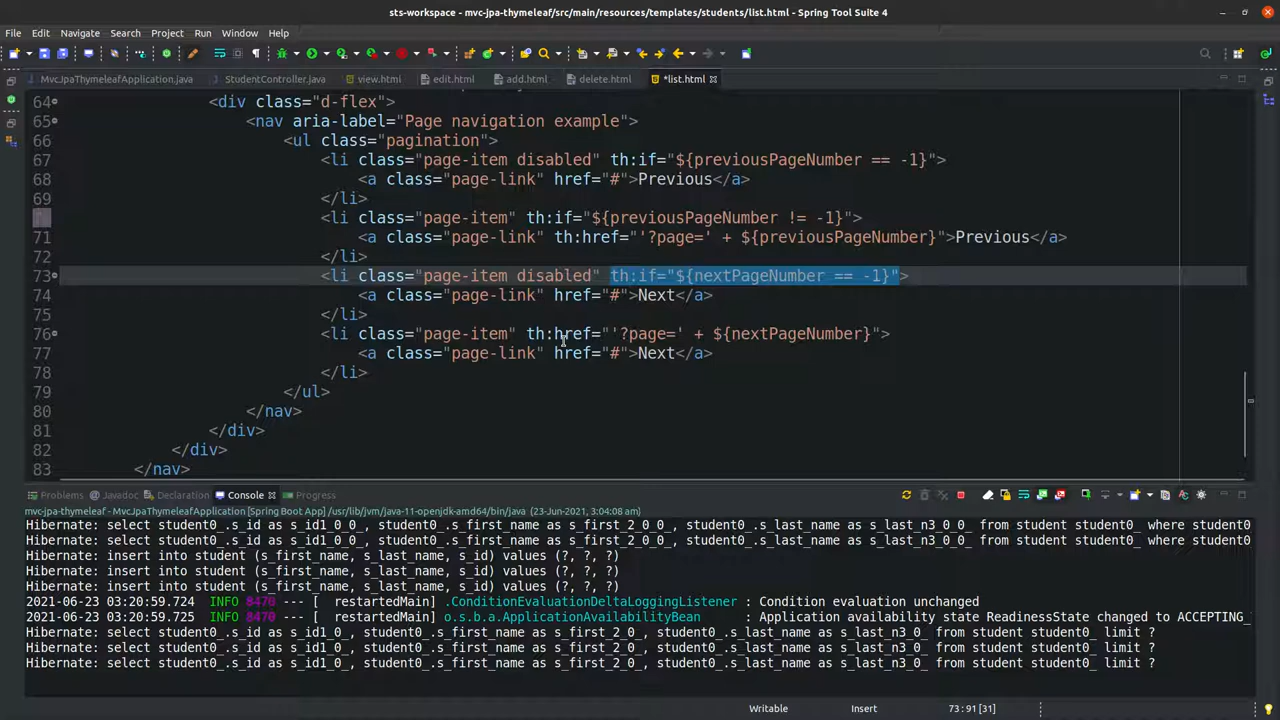 sts-workspace - mvc-jpa-thymeleaf/src/main/resources/templates/students/list.html - Spring Tool Suite 4
File Edit Navigate Search Project Run Window Help
MvcJpaThymeleafApplication.java StudentController.java view.html edit.html add.html delete.html *list.html
64 <div class="d-flex">
65 <nav aria-label="Page navigation example">
66 <ul class="pagination">
67 <li class="page-item disabled" th:if="${previousPageNumber == -1}">
68 <a class="page-link" href="#">Previous</a>
69 </li>
<li class="page-item" th:if="${previousPageNumber != -1}">
71 <a class="page-link" th:href="'?page=' + ${previousPageNumber}">Previous</a>
72 </li>
73 <li class="page-item disabled" th:if="${nextPageNumber == -1}">
74 <a class="page-link" href="#">Next</a>
75 </li>
76 <li class="page-item" th:href="'?page=' + ${nextPageNumber}">
77 <a class="page-link" href="#">Next</a>
78 </li>
79 </ul>
80 </nav>
81 </div>
82 </div>
83 </nav>
Problems Javadoc Declaration Console Progress
mvc-jpa-thymeleaf - MvcJpaThymeleafApplication [Spring Boot App] /usr/lib/jvm/java-11-openjdk-amd64/bin/java (23-Jun-2021, 3:04:08 am)
Hibernate: select student0_.s_id as s_id1_0_0_, student0_.s_first_name as s_first_2_0_0_, student0_.s_last_name as s_last_n3_0_0_ from student student0_ where student0
Hibernate: select student0_.s_id as s_id1_0_0_, student0_.s_first_name as s_first_2_0_0_, student0_.s_last_name as s_last_n3_0_0_ from student student0_ where student0
Hibernate: insert into student (s_first_name, s_last_name, s_id) values (?, ?, ?)
Hibernate: insert into student (s_first_name, s_last_name, s_id) values (?, ?, ?)
Hibernate: insert into student (s_first_name, s_last_name, s_id) values (?, ?, ?)
2021-06-23 03:20:59.724 INFO 8470 --- [ restartedMain] .ConditionEvaluationDeltaLoggingListener : Condition evaluation unchanged
2021-06-23 03:20:59.725 INFO 8470 --- [ restartedMain] o.s.b.a.ApplicationAvailabilityBean : Application availability state ReadinessState changed to ACCEPTING_
Hibernate: select student0_.s_id as s_id1_0_, student0_.s_first_name as s_first_2_0_, student0_.s_last_name as s_last_n3_0_ from student student0_ limit ?
Hibernate: select student0_.s_id as s_id1_0_, student0_.s_first_name as s_first_2_0_, student0_.s_last_name as s_last_n3_0_ from student student0_ limit ?
Hibernate: select student0_.s_id as s_id1_0_, student0_.s_first_name as s_first_2_0_, student0_.s_last_name as s_last_n3_0_ from student student0_ limit ?
Writable Insert 73:91 [31]